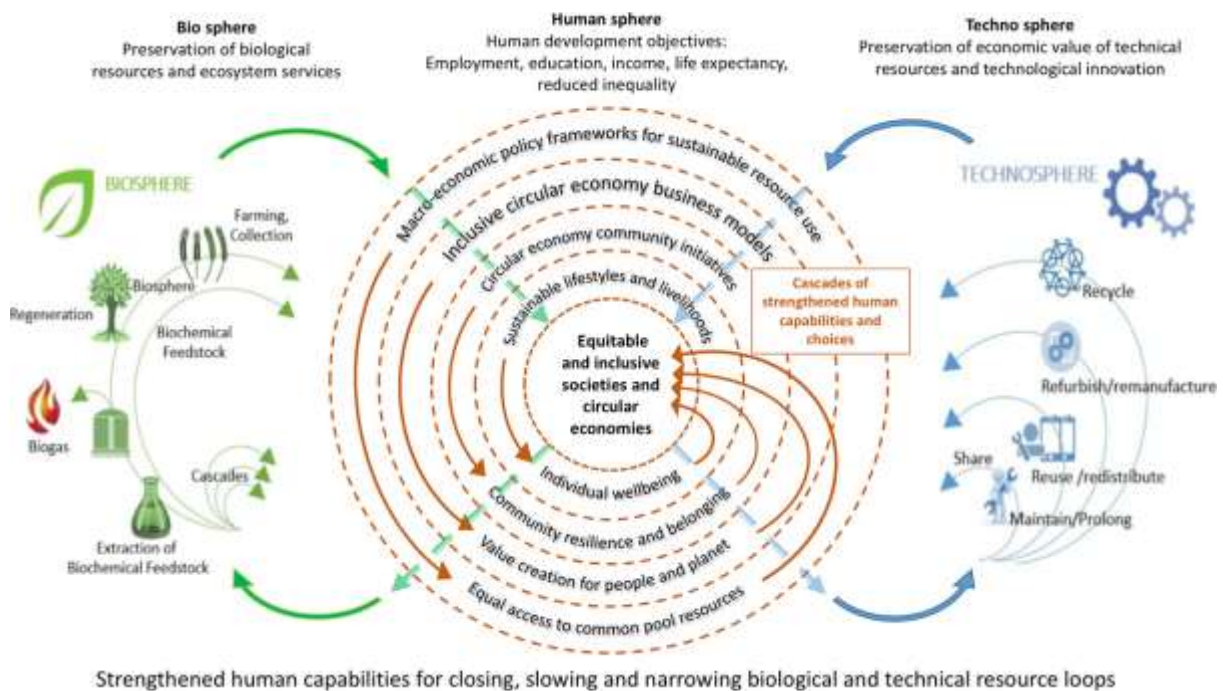 Bio sphere
Preservation of biological
resources and ecosystem services
Human sphere
Human development objectives:
Employment, education, income, life expectancy,
reduced inequality
Techno sphere
Preservation of economic value of technical
resources and technological innovation
BIOSPHERE
Farming,
Collection
Biosphere
Regeneration
Biochemical
Feedstock
Biogas
Cascades
Extraction of
Biochemical Feedstock
Macro-economic policy frameworks for sustainable resource use
Inclusive circular economy business models
Circular economy community initiatives
Sustainable lifestyles and livelihoods
Equitable
and inclusive
societies and
circular
economies
Individual wellbeing
Community resilience and belonging
Value creation for people and planet
Equal access to common pool resources
Cascades of
strengthened human
capabilities and
choices
TECHNOSPHERE
Recycle
Refurbish/remanufacture
Share
Reuse /redistribute
Maintain/Prolong
Strengthened human capabilities for closing, slowing and narrowing biological and technical resource loops